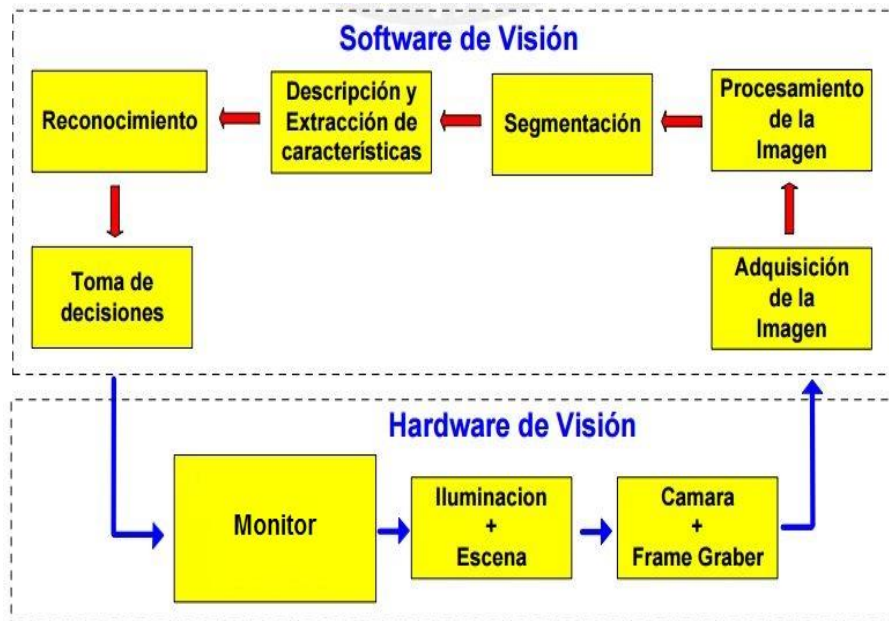 Software de Visión
Reconocimiento
Descripción y
Extracción de
características
Segmentación
Procesamiento
de la
Imagen
Toma de
decisiones
Adquisición
de la
Imagen
Hardware de Visión
Monitor
Iluminacion
+
Escena
Camara
+
Frame Graber